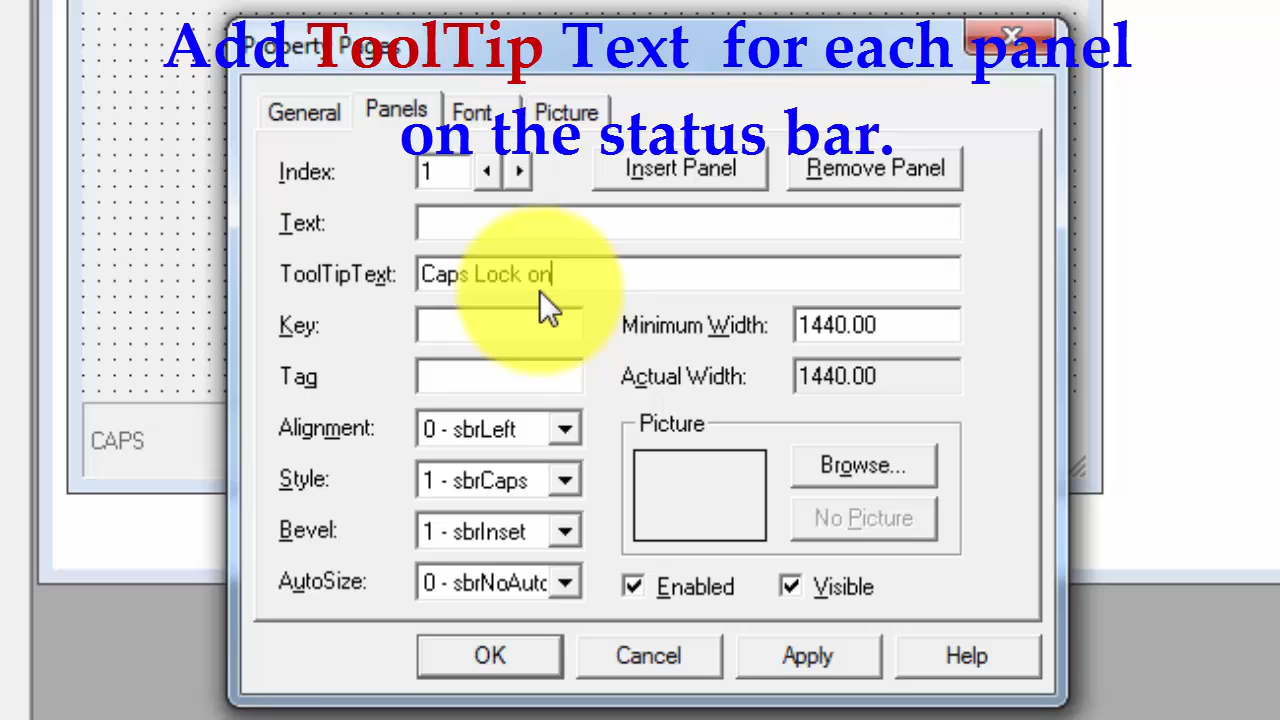 Add ToolTip Text for each panel
on the status bar.
Property Pages
General Panels Font Picture
Index: 1 Insert Panel Remove Panel
Text:
ToolTipText: Caps Lock on
Key: Minimum Width: 1440.00
Tag Actual Width: 1440.00
Alignment: 0 - sbrLeft Picture
CAPS
Browse...
Style: 1 - sbrCaps
No Picture
Bevel: 1 - sbrInset
AutoSize: 0 - sbrNoAuto Enabled Visible
OK Cancel Apply Help